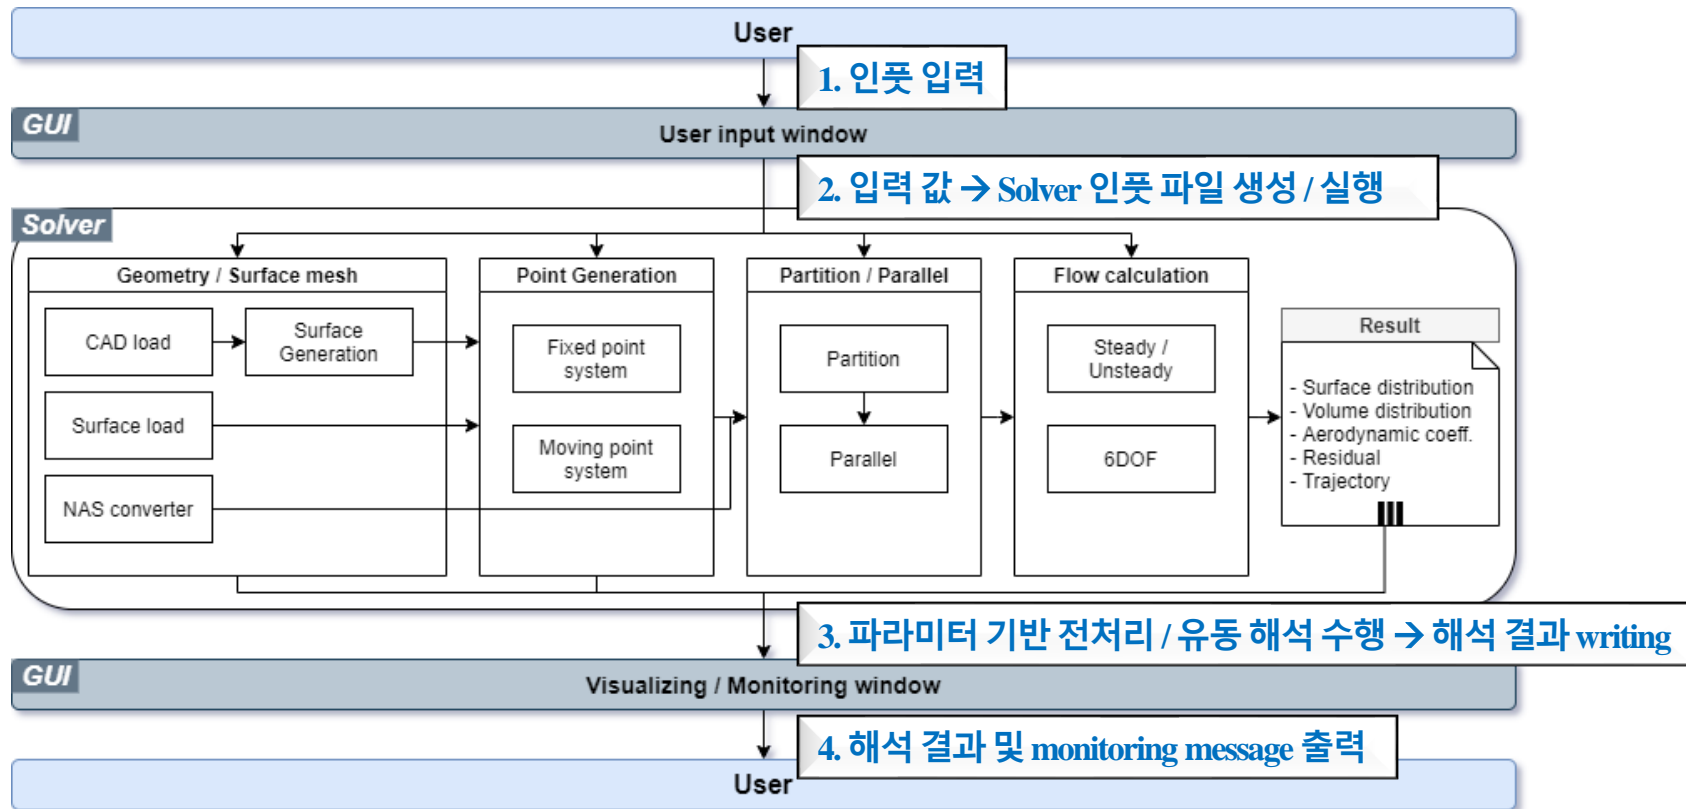 User
1. 인풋 입력
GUI
User input window
2. 입력 값 → Solver 인풋 파일 생성 / 실행
Solver
Geometry / Surface mesh
CAD load
Surface
Generation
Surface load
NAS converter
Point Generation
Fixed point
system
Moving point
system
Partition / Parallel
Partition
Parallel
Flow calculation
Steady /
Unsteady
6DOF
Result
- Surface distribution
- Volume distribution
- Aerodynamic coeff.
- Residual
- Trajectory
3. 파라미터 기반 전처리 / 유동 해석 수행 → 해석 결과 writing
GUI
Visualizing / Monitoring window
4. 해석 결과 및 monitoring message 출력
User